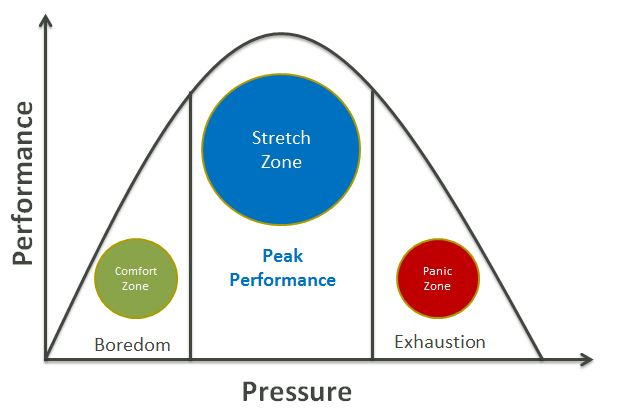 Performance
Stretch
Zone
Peak
Performance
Comfort
Zone
Panic
Zone
Boredom
Exhaustion
Pressure